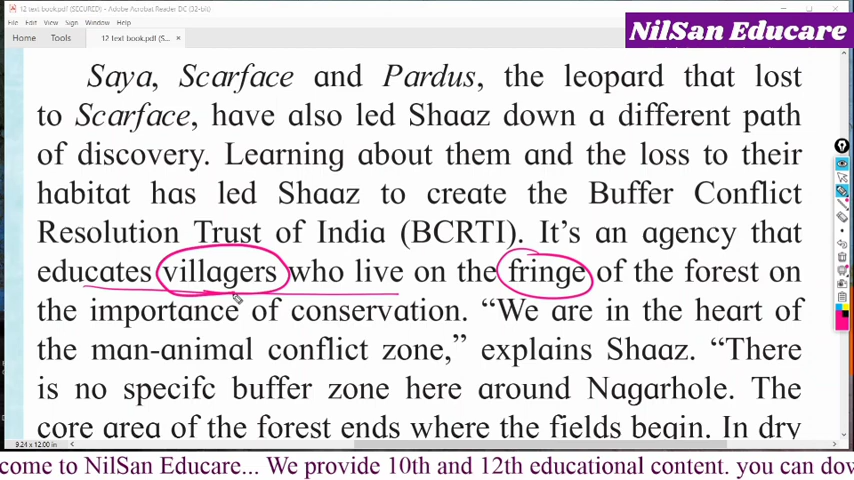 12 text book.pdf (SECURED) - Adobe Acrobat Reader DC (32-bit)
File Edit View Sign Window Help
Home Tools 12 text book.pdf (S... ×
NilSan Educare
Saya, Scarface and Pardus, the leopard that lost
to Scarface, have also led Shaaz down a different path
of discovery. Learning about them and the loss to their
habitat has led Shaaz to create the Buffer Conflict
Resolution Trust of India (BCRTI). It’s an agency that
educates villagers who live on the fringe of the forest on
the importance of conservation. “We are in the heart of
the man-animal conflict zone,” explains Shaaz. “There
is no specifc buffer zone here around Nagarhole. The
core area of the forest ends where the fields begin. In dry
9.24 x 12.00 in
come to NilSan Educare... We provide 10th and 12th educational content. you can dov